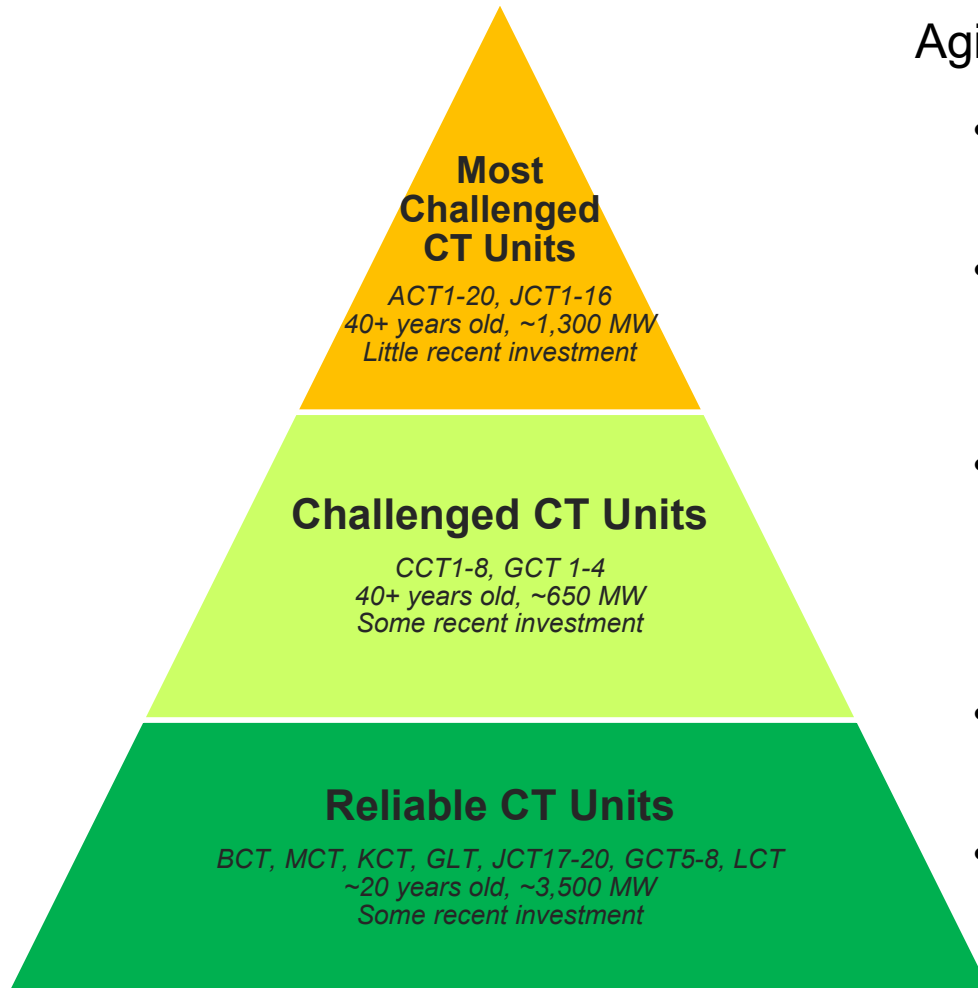 Agi
•
•
•
•
•
Most
Challenged
CT Units
ACT1-20, JCT1-16
40+ years old, ~1,300 MW
Little recent investment
Challenged CT Units
CCT1-8, GCT 1-4
40+ years old, ~650 MW
Some recent investment
Reliable CT Units
BCT, MCT, KCT, GLT, JCT17-20, GCT5-8, LCT
~20 years old, ~3,500 MW
Some recent investment